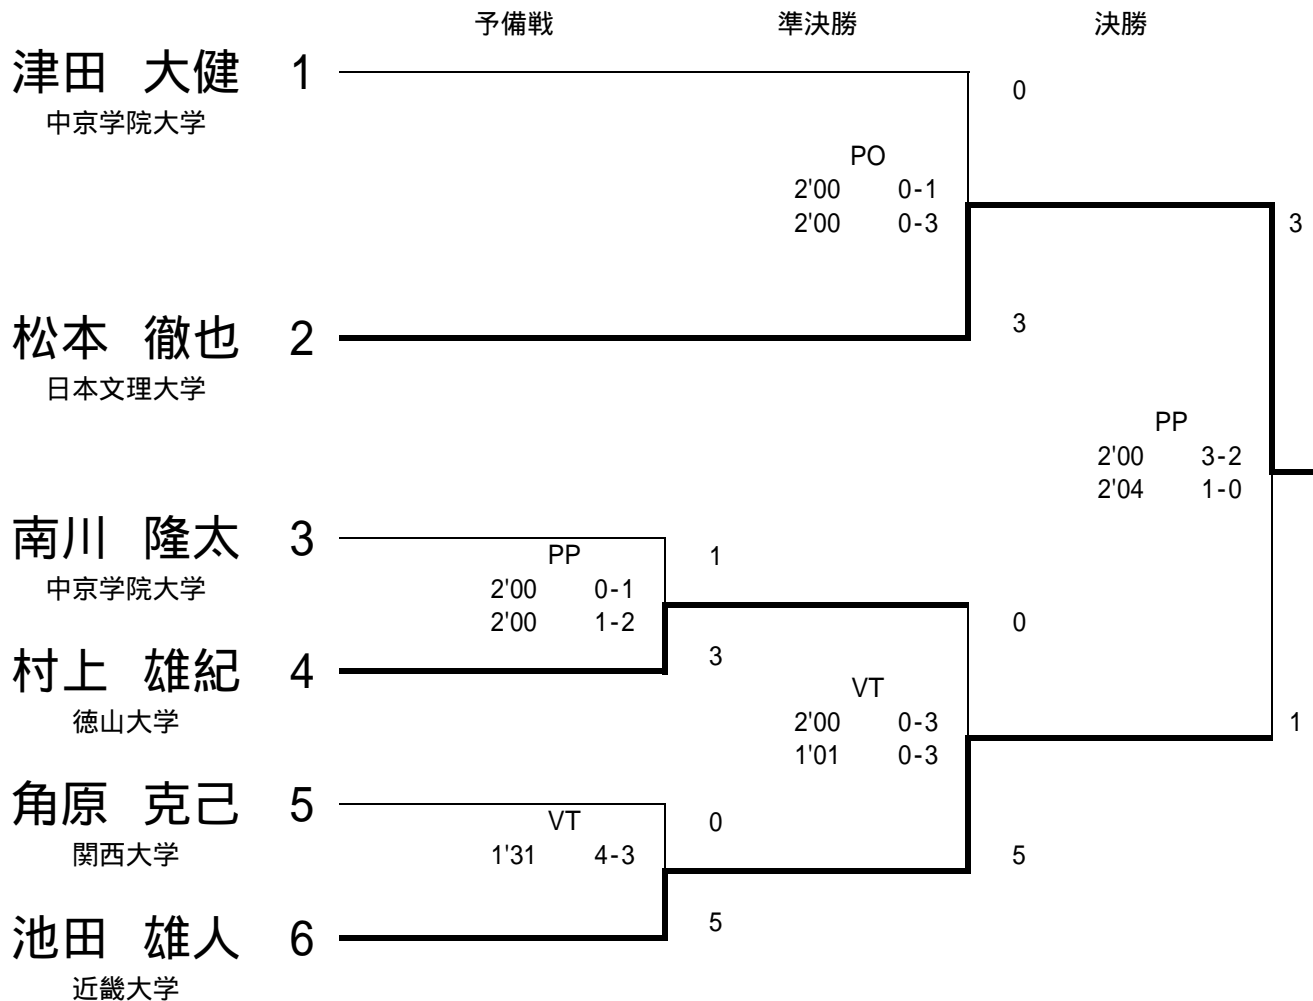 予備戦 準決勝 決勝
津田 大健 1
中京学院大学
0
PO
2'00 0-1
2'00 0-3
3
松本 徹也 2
日本文理大学
3
PP
2'00 3-2
2'04 1-0
南川 隆太 3
中京学院大学
PP
2'00 0-1
2'00 1-2
1
0
村上 雄紀 4
徳山大学
3
VT
2'00 0-3
1'01 0-3
1
角原 克己 5
関西大学
VT
1'31 4-3
0
5
池田 雄人 6
近畿大学
5